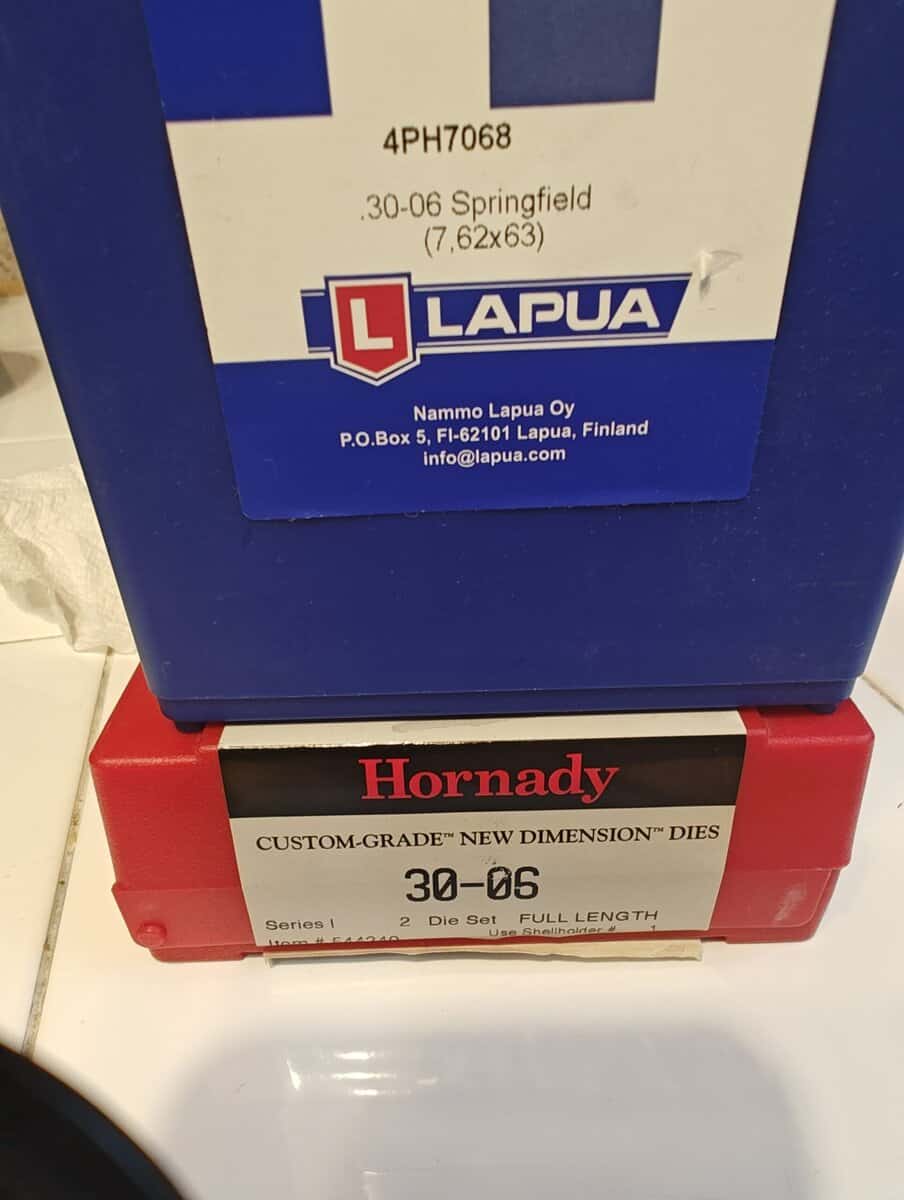 4PH7068
.30-06 Springfield
(7,62x63)
L LAPUA
Nammo Lapua Oy
P.O.Box 5, FI-62101 Lapua, Finland
info@lapua.com
Hornady
CUSTOM-GRADE™ NEW DIMENSION™ DIES
30-06
Series I 2 Die Set FULL LENGTH
Item # Use Shellholder # 1